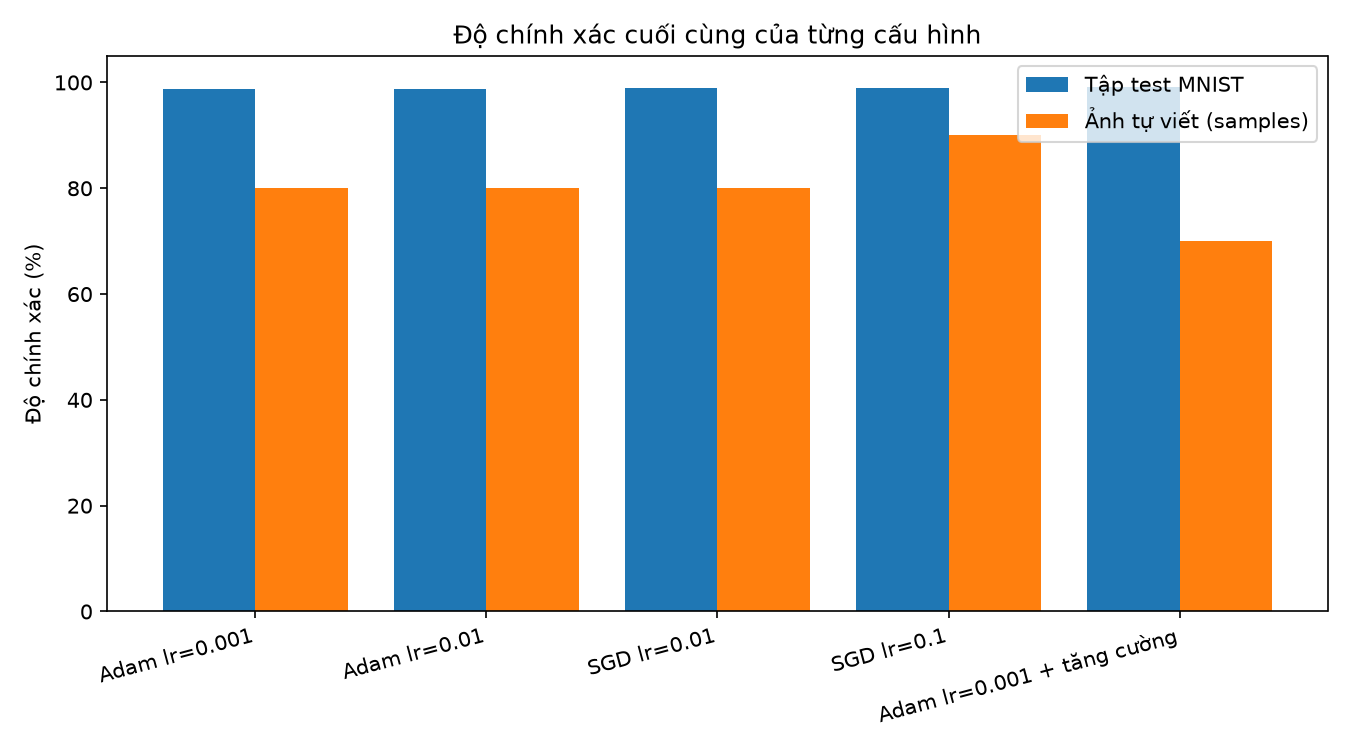 Độ chính xác cuối cùng của từng cấu hình
Tập test MNIST
Ảnh tự viết (samples)
Độ chính xác (%)
100
80
60
40
20
0
Adam lr=0.001
Adam lr=0.01
SGD lr=0.01
SGD lr=0.1
Adam lr=0.001 + tăng cường